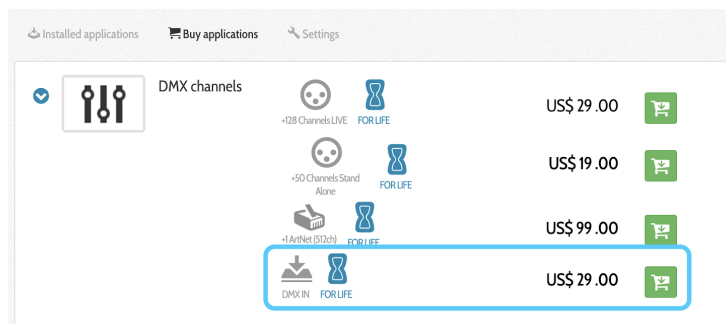 Installed applications
Buy applications
Settings
DMX channels
+128 Channels LIVE
FOR LIFE
US$ 29 .00
+50 Channels Stand
Alone
FOR LIFE
US$ 19 .00
+1 ArtNet (512ch)
FOR LIFE
US$ 99 .00
DMX IN
FOR LIFE
US$ 29 .00